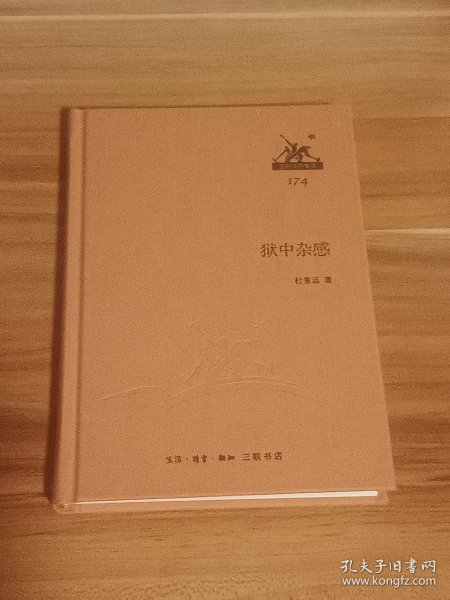 174
狱中杂感
杜重远 著
生活·读书·新知 三联书店
孔夫子旧书网
www.kongfz.com